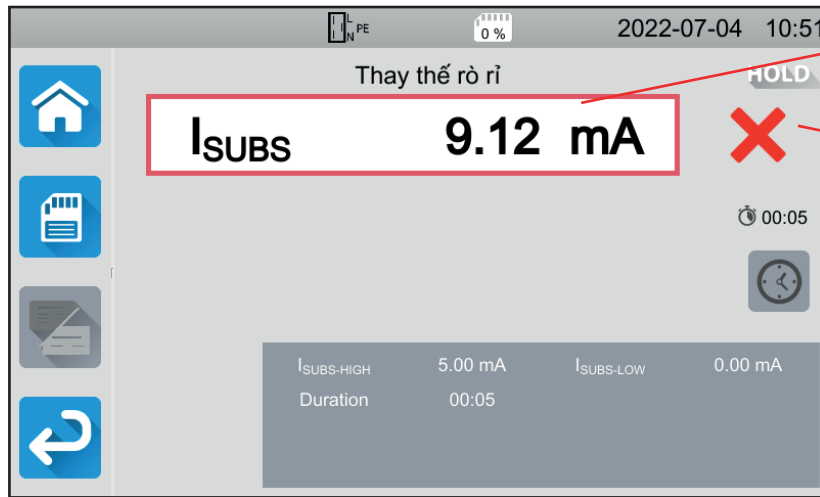 L N PE 0 % 2022-07-04 10:51
Thay thế rò rỉ HOLD
ISUBS 9.12 mA
00:05
ISUBS-HIGH 5.00 mA ISUBS-LOW 0.00 mA
Duration 00:05